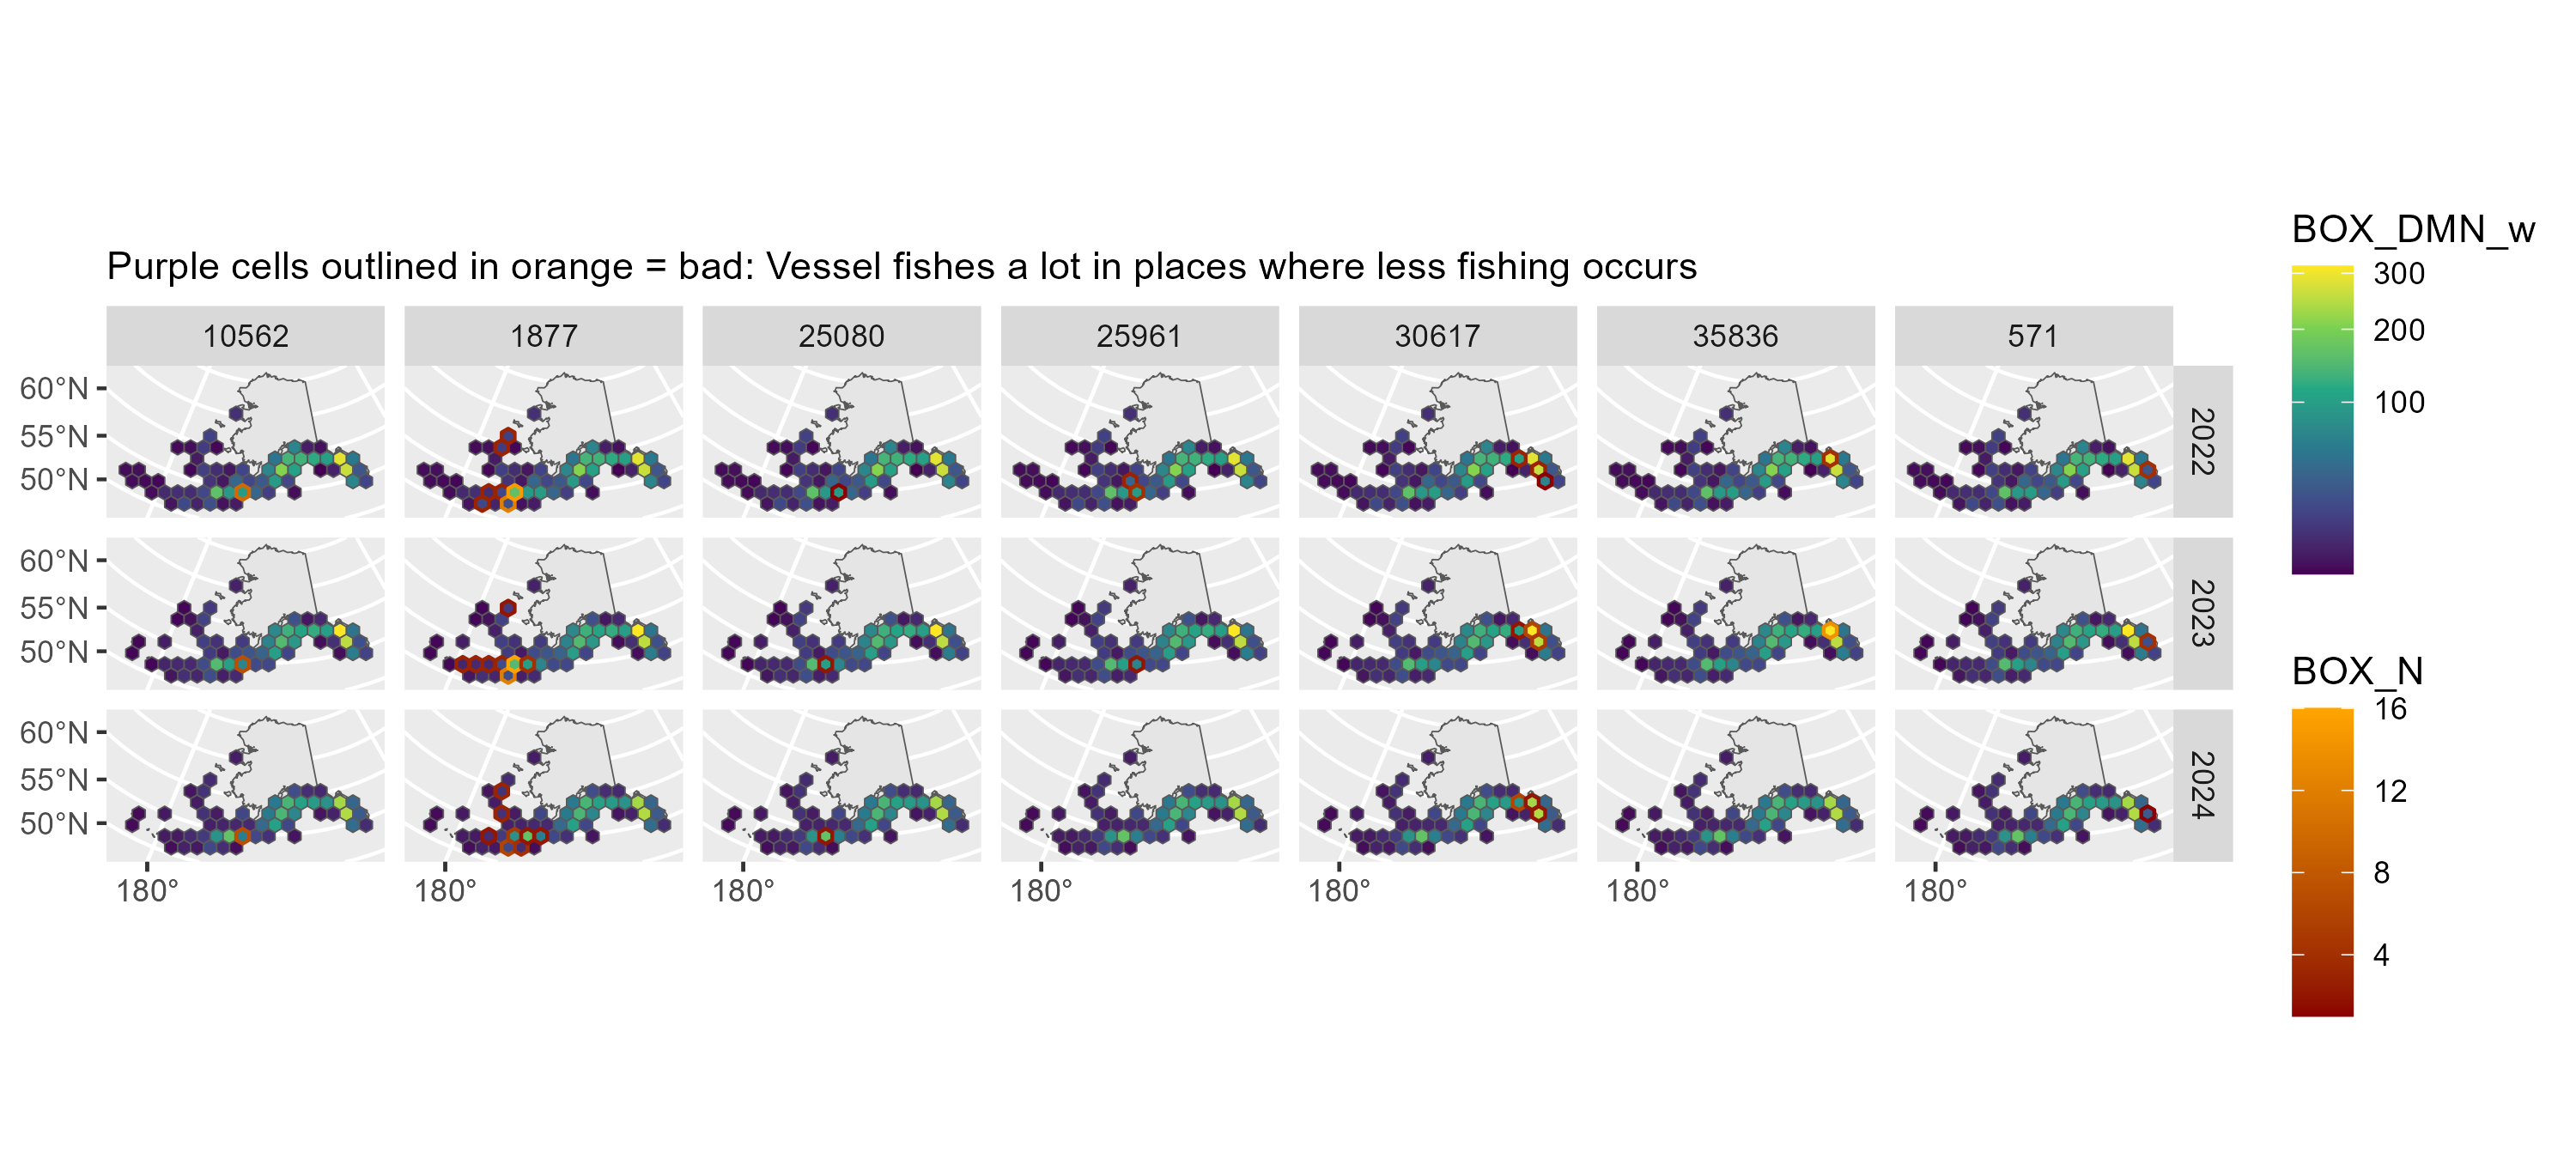 Purple cells outlined in orange = bad: Vessel fishes a lot in places where less fishing occurs
10562 1877 25080 25961 30617 35836 571
60°N
55°N
50°N
2022
60°N
55°N
50°N
2023
60°N
55°N
50°N
2024
180° 180° 180° 180° 180° 180° 180°
BOX_DMN_w
300
200
100
BOX_N
16
12
8
4